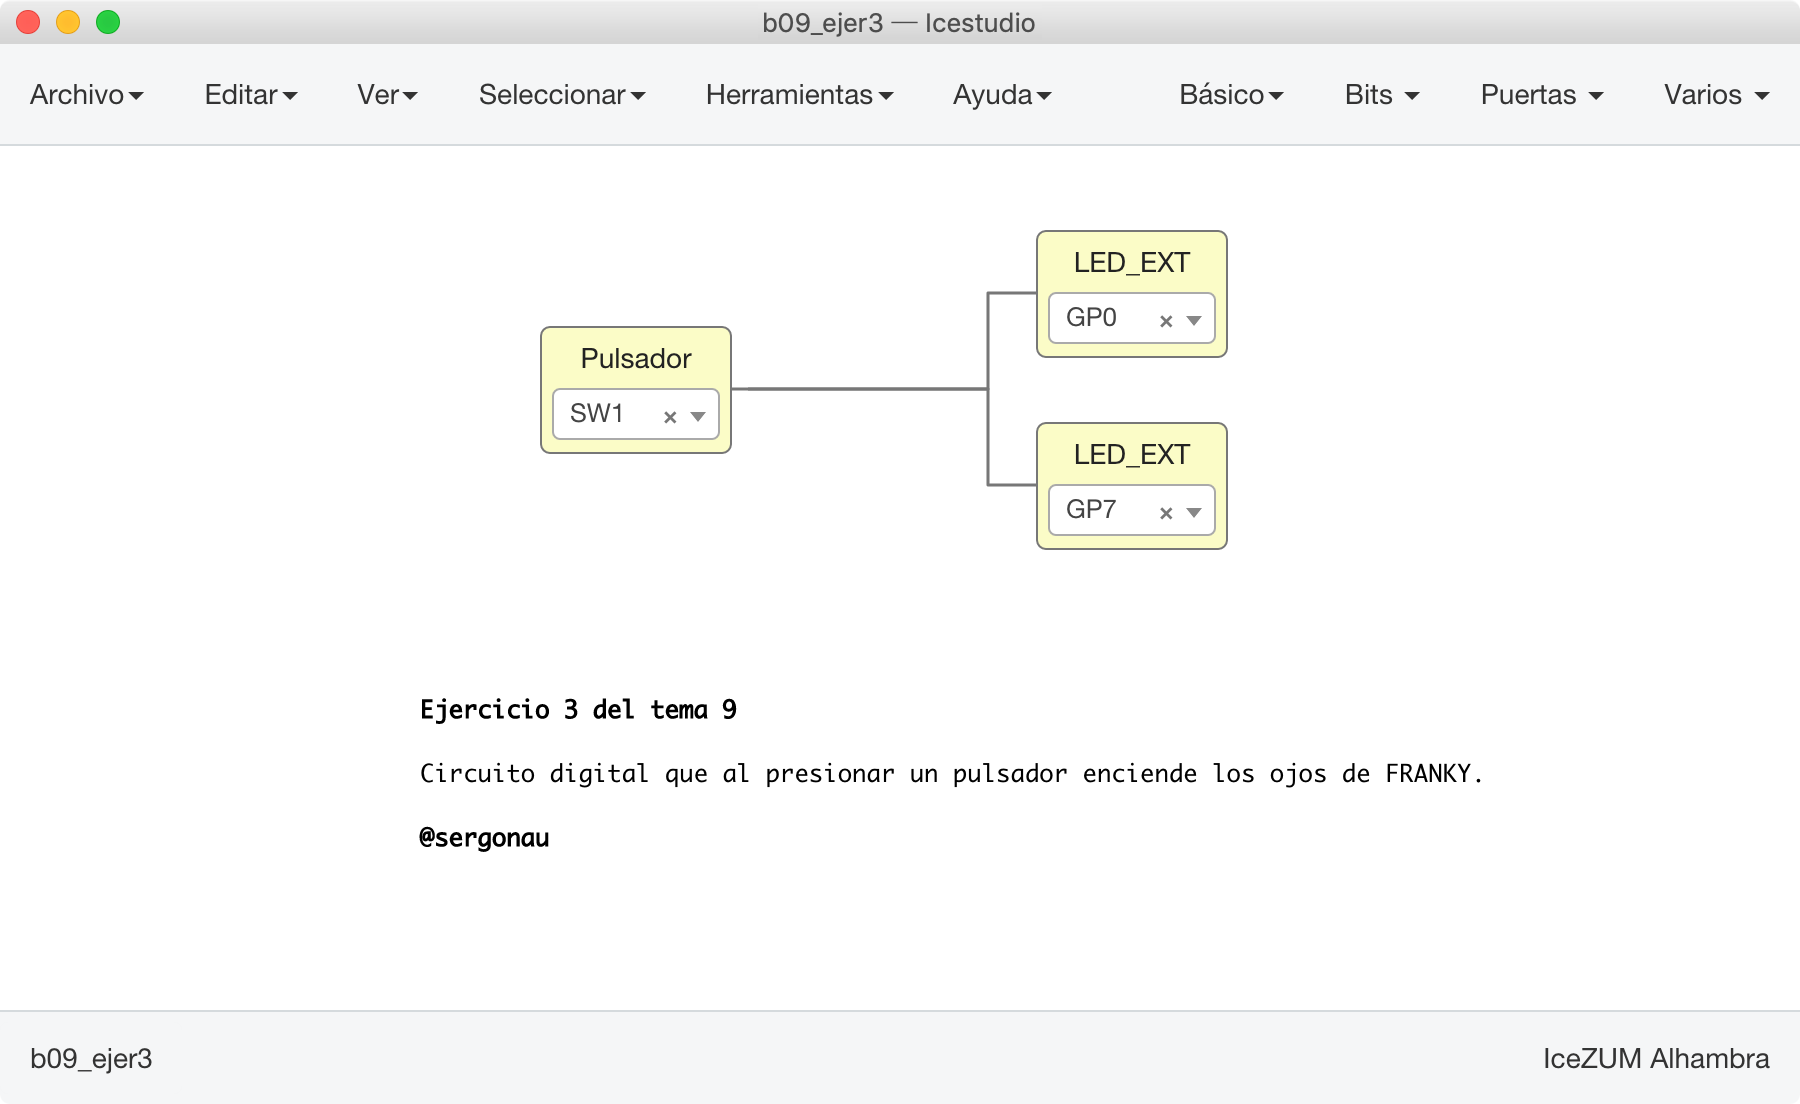 b09_ejer3 — Icestudio
Archivo Editar Ver Seleccionar Herramientas Ayuda Básico Bits Puertas Varios
LED_EXT
GP0
Pulsador
SW1
LED_EXT
GP7
Ejercicio 3 del tema 9
Circuito digital que al presionar un pulsador enciende los ojos de FRANKY.
@sergonau
b09_ejer3 IceZUM Alhambra